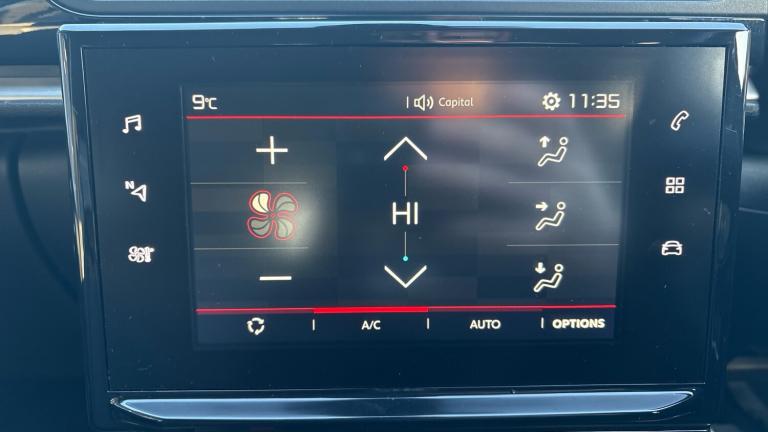 9°C
Capital
11:35
N
HI
A/C
AUTO
OPTIONS